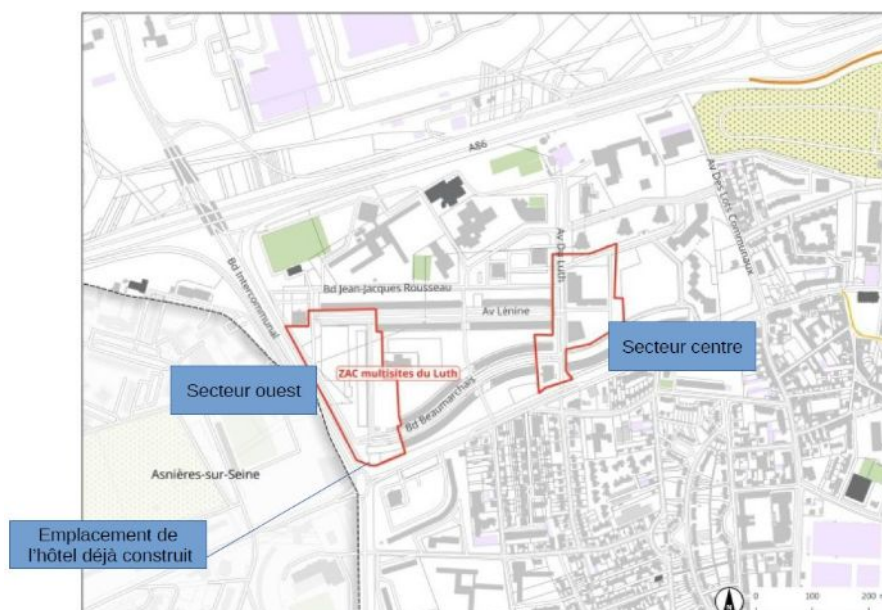 A86
Av Des Lots Communaux
Bd Intercommunal
Av Du Luth
Bd Jean-Jacques Rousseau
Av Lénine
Secteur centre
ZAC multisites du Luth
Secteur ouest
Bd Beaumarchais
Asnières-sur-Seine
Emplacement de
l'hôtel déjà construit
N
0 100 200 m